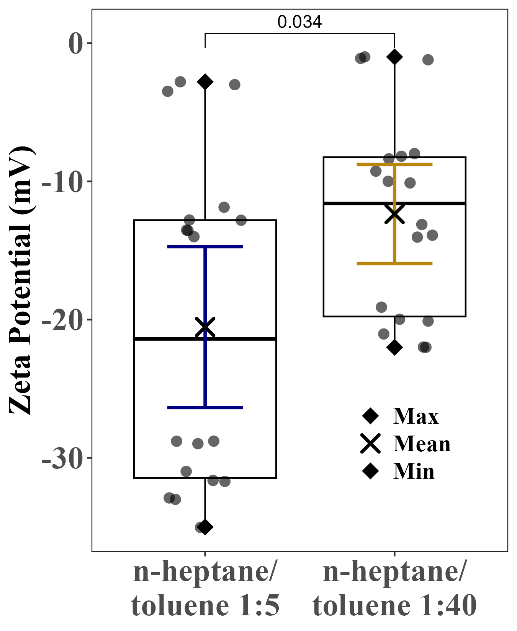 0.034
0
-10
-20
-30
Zeta Potential (mV)
Max
Mean
Min
n-heptane/
toluene 1:5
n-heptane/
toluene 1:40